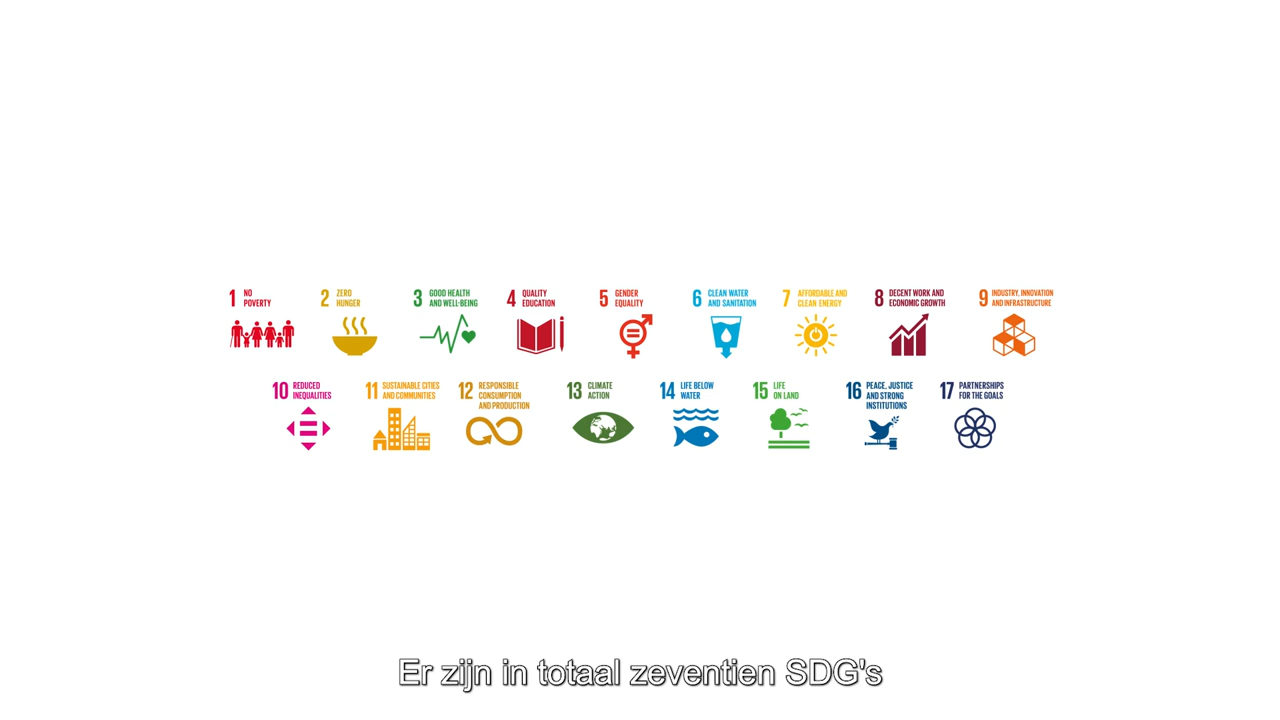 1 NO
POVERTY
2 ZERO
HUNGER
3 GOOD HEALTH
AND WELL-BEING
4 QUALITY
EDUCATION
5 GENDER
EQUALITY
6 CLEAN WATER
AND SANITATION
7 AFFORDABLE AND
CLEAN ENERGY
8 DECENT WORK AND
ECONOMIC GROWTH
9 INDUSTRY, INNOVATION
AND INFRASTRUCTURE
10 REDUCED
INEQUALITIES
11 SUSTAINABLE CITIES
AND COMMUNITIES
12 RESPONSIBLE
CONSUMPTION
AND PRODUCTION
13 CLIMATE
ACTION
14 LIFE BELOW
WATER
15 LIFE
ON LAND
16 PEACE, JUSTICE
AND STRONG
INSTITUTIONS
17 PARTNERSHIPS
FOR THE GOALS
Er zijn in totaal zeventien SDG's